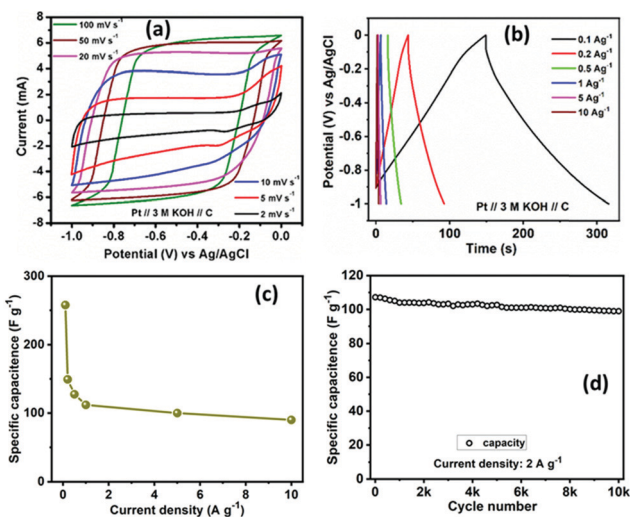 (a)
100 mV s⁻¹
50 mV s⁻¹
20 mV s⁻¹
10 mV s⁻¹
5 mV s⁻¹
2 mV s⁻¹
Pt // 3 M KOH // C
8
6
4
2
0
-2
-4
-6
-8
Current (mA)
-1.0 -0.8 -0.6 -0.4 -0.2 0.0
Potential (V) vs Ag/AgCl
(b)
0.1 Ag⁻¹
0.2 Ag⁻¹
0.5 Ag⁻¹
1 Ag⁻¹
5 Ag⁻¹
10 Ag⁻¹
Pt // 3 M KOH // C
0
-0.2
-0.4
-0.6
-0.8
-1
Potential (V) vs Ag/AgCl
0 100 200 300
Time (s)
(c)
300
200
100
0
Specific capacitence (F g⁻¹)
0 2 4 6 8 10
Current density (A g⁻¹)
(d)
120
100
80
60
40
20
0
Specific capacitence (F g⁻¹)
capacity
Current density: 2 A g⁻¹
0 2k 4k 6k 8k 10k
Cycle number